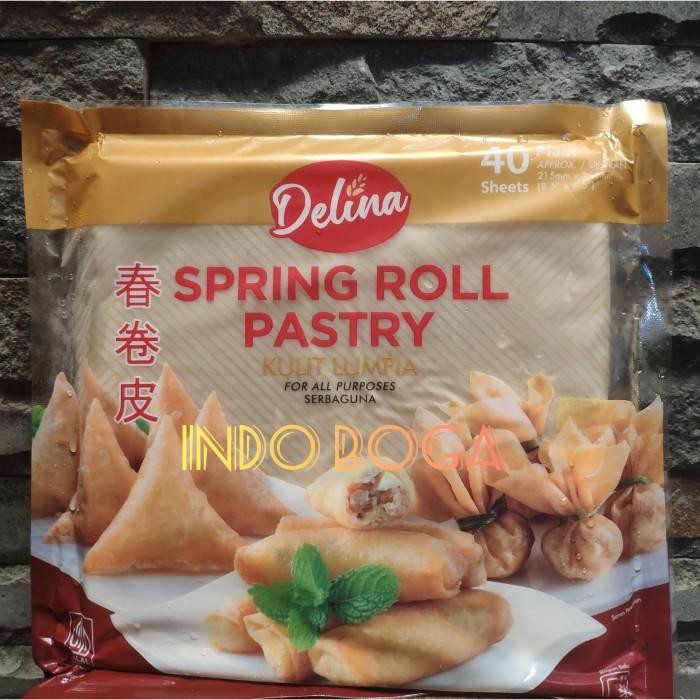 40
Sheets
APPROX. / UKURAN
215mm x
Delina
春卷皮
SPRING ROLL
PASTRY
KULIT LUMPIA
FOR ALL PURPOSES
SERBAGUNA
INDO BOGA